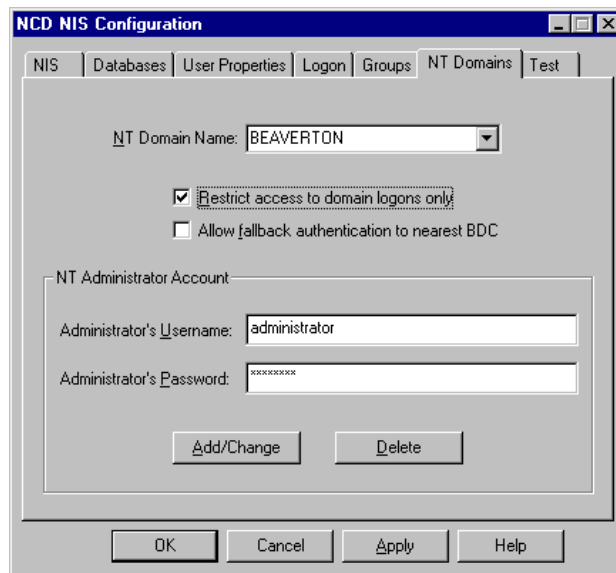 NCD NIS Configuration
NIS Databases User Properties Logon Groups NT Domains Test
NT Domain Name: BEAVERTON
Restrict access to domain logons only
Allow fallback authentication to nearest BDC
NT Administrator Account
Administrator's Username: administrator
Administrator's Password: ********
Add/Change Delete
OK Cancel Apply Help